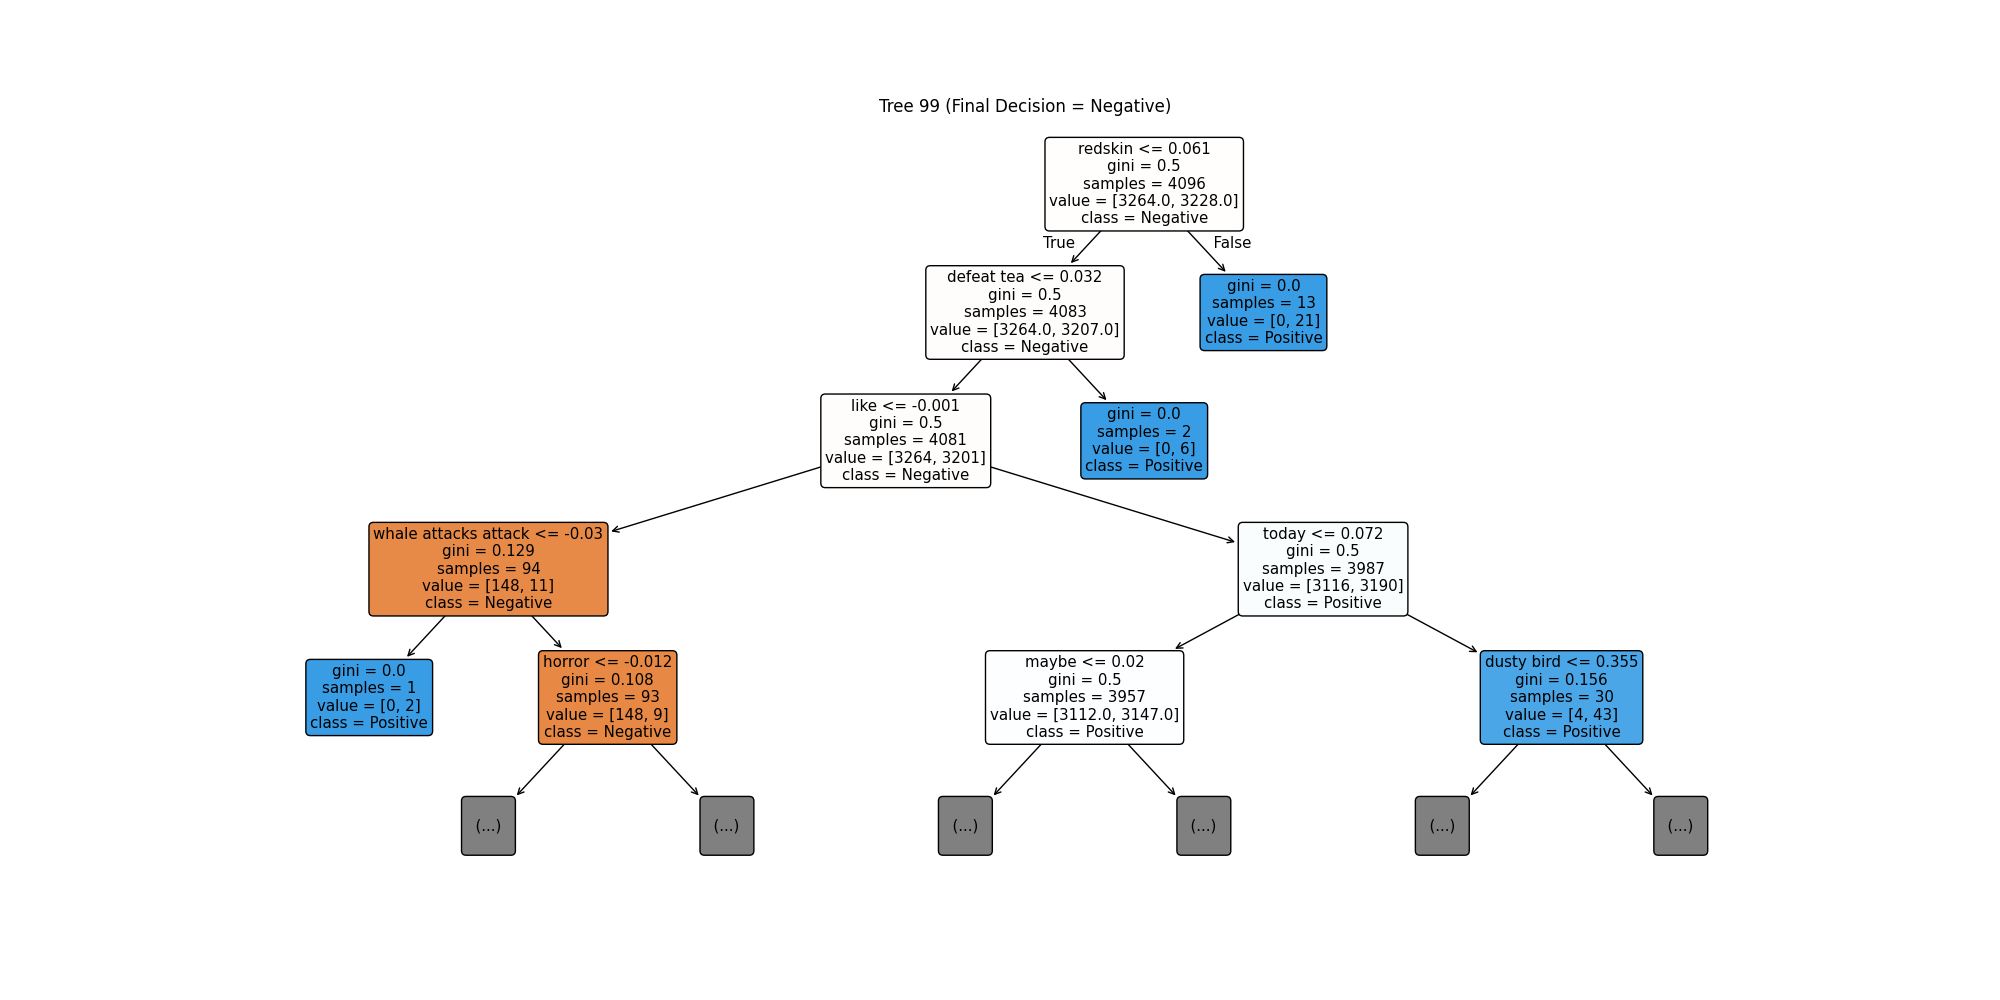 Tree 99 (Final Decision = Negative)
redskin <= 0.061
gini = 0.5
samples = 4096
value = [3264.0, 3228.0]
class = Negative
True
False
defeat tea <= 0.032
gini = 0.5
samples = 4083
value = [3264.0, 3207.0]
class = Negative
gini = 0.0
samples = 13
value = [0, 21]
class = Positive
like <= -0.001
gini = 0.5
samples = 4081
value = [3264, 3201]
class = Negative
gini = 0.0
samples = 2
value = [0, 6]
class = Positive
whale attacks attack <= -0.03
gini = 0.129
samples = 94
value = [148, 11]
class = Negative
today <= 0.072
gini = 0.5
samples = 3987
value = [3116, 3190]
class = Positive
gini = 0.0
samples = 1
value = [0, 2]
class = Positive
horror <= -0.012
gini = 0.108
samples = 93
value = [148, 9]
class = Negative
maybe <= 0.02
gini = 0.5
samples = 3957
value = [3112.0, 3147.0]
class = Positive
dusty bird <= 0.355
gini = 0.156
samples = 30
value = [4, 43]
class = Positive
(...)
(...)
(...)
(...)
(...)
(...)